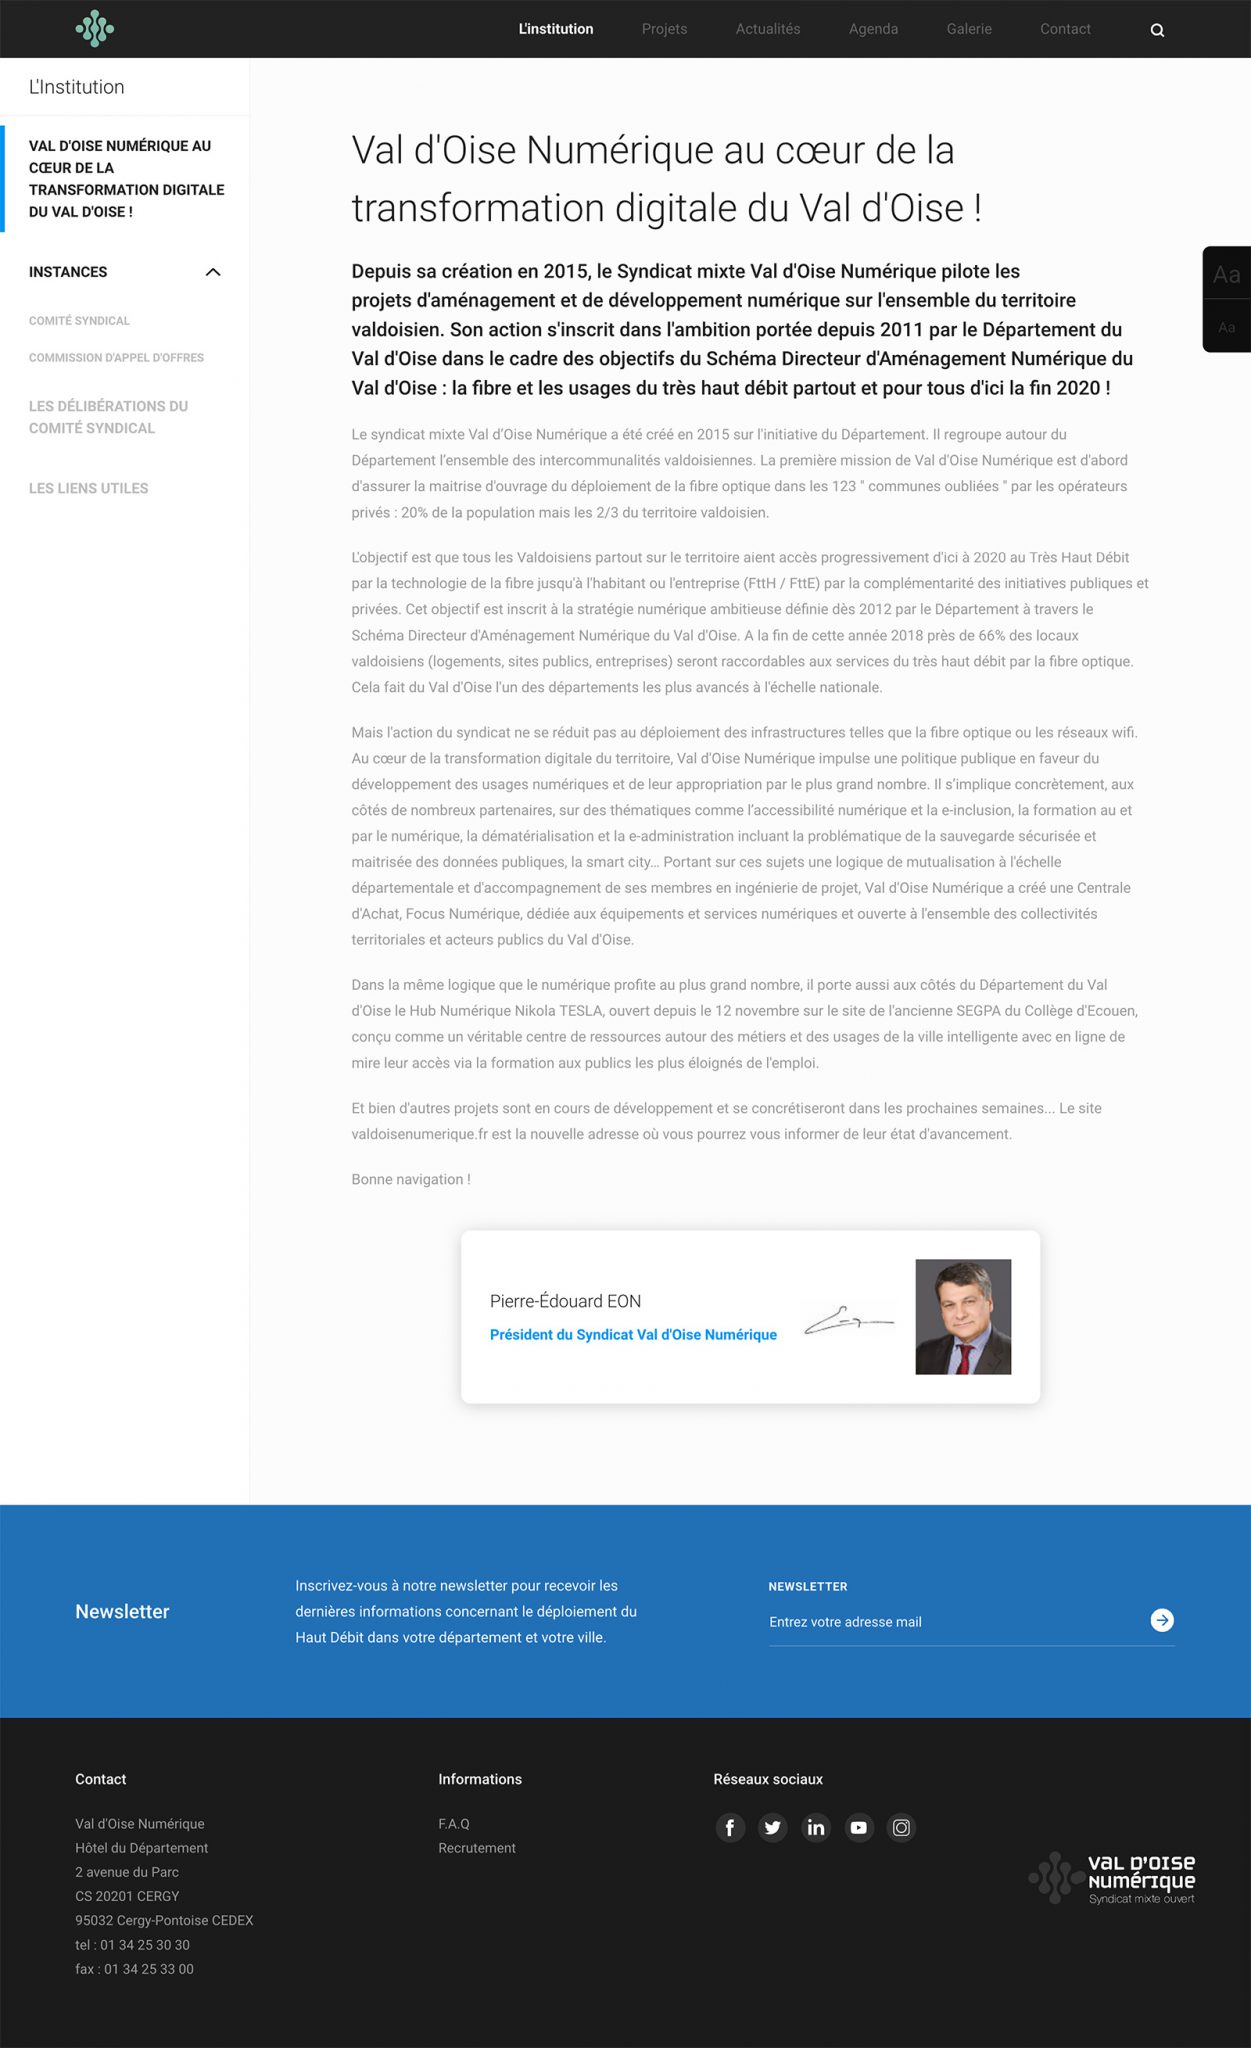 L'institution
Projets
Actualités
Agenda
Galerie
Contact
L'Institution
VAL D'OISE NUMÉRIQUE AU
CŒUR DE LA
TRANSFORMATION DIGITALE
DU VAL D'OISE !
INSTANCES
COMITÉ SYNDICAL
COMMISSION D'APPEL D'OFFRES
LES DÉLIBÉRATIONS DU
COMITÉ SYNDICAL
LES LIENS UTILES
Val d'Oise Numérique au cœur de la
transformation digitale du Val d'Oise !
Aa
Aa
Depuis sa création en 2015, le Syndicat mixte Val d'Oise Numérique pilote les
projets d'aménagement et de développement numérique sur l'ensemble du territoire
valdoisien. Son action s'inscrit dans l'ambition portée depuis 2011 par le Département du
Val d'Oise dans le cadre des objectifs du Schéma Directeur d'Aménagement Numérique du
Val d'Oise : la fibre et les usages du très haut débit partout et pour tous d'ici la fin 2020 !
Le syndicat mixte Val d’Oise Numérique a été créé en 2015 sur l'initiative du Département. Il regroupe autour du
Département l’ensemble des intercommunalités valdoisiennes. La première mission de Val d'Oise Numérique est d'abord
d'assurer la maitrise d'ouvrage du déploiement de la fibre optique dans les 123 " communes oubliées " par les opérateurs
privés : 20% de la population mais les 2/3 du territoire valdoisien.
L'objectif est que tous les Valdoisiens partout sur le territoire aient accès progressivement d'ici à 2020 au Très Haut Débit
par la technologie de la fibre jusqu'à l'habitant ou l'entreprise (FttH / FttE) par la complémentarité des initiatives publiques et
privées. Cet objectif est inscrit à la stratégie numérique ambitieuse définie dès 2012 par le Département à travers le
Schéma Directeur d'Aménagement Numérique du Val d'Oise. A la fin de cette année 2018 près de 66% des locaux
valdoisiens (logements, sites publics, entreprises) seront raccordables aux services du très haut débit par la fibre optique.
Cela fait du Val d'Oise l'un des départements les plus avancés à l'échelle nationale.
Mais l'action du syndicat ne se réduit pas au déploiement des infrastructures telles que la fibre optique ou les réseaux wifi.
Au cœur de la transformation digitale du territoire, Val d'Oise Numérique impulse une politique publique en faveur du
développement des usages numériques et de leur appropriation par le plus grand nombre. Il s’implique concrètement, aux
côtés de nombreux partenaires, sur des thématiques comme l’accessibilité numérique et la e-inclusion, la formation au et
par le numérique, la dématérialisation et la e-administration incluant la problématique de la sauvegarde sécurisée et
maitrisée des données publiques, la smart city… Portant sur ces sujets une logique de mutualisation à l'échelle
départementale et d'accompagnement de ses membres en ingénierie de projet, Val d'Oise Numérique a créé une Centrale
d'Achat, Focus Numérique, dédiée aux équipements et services numériques et ouverte à l'ensemble des collectivités
territoriales et acteurs publics du Val d'Oise.
Dans la même logique que le numérique profite au plus grand nombre, il porte aussi aux côtés du Département du Val
d'Oise le Hub Numérique Nikola TESLA, ouvert depuis le 12 novembre sur le site de l'ancienne SEGPA du Collège d'Ecouen,
conçu comme un véritable centre de ressources autour des métiers et des usages de la ville intelligente avec en ligne de
mire leur accès via la formation aux publics les plus éloignés de l'emploi.
Et bien d'autres projets sont en cours de développement et se concrétiseront dans les prochaines semaines... Le site
valdoisenumerique.fr est la nouvelle adresse où vous pourrez vous informer de leur état d'avancement.
Bonne navigation !
Pierre-Édouard EON
Président du Syndicat Val d'Oise Numérique
Newsletter
Inscrivez-vous à notre newsletter pour recevoir les
dernières informations concernant le déploiement du
Haut Débit dans votre département et votre ville.
NEWSLETTER
Entrez votre adresse mail
Contact
Val d'Oise Numérique
Hôtel du Département
2 avenue du Parc
CS 20201 CERGY
95032 Cergy-Pontoise CEDEX
tel : 01 34 25 30 30
fax : 01 34 25 33 00
Informations
F.A.Q
Recrutement
Réseaux sociaux
VAL D'OISE
NUMÉRIQUE
Syndicat mixte ouvert